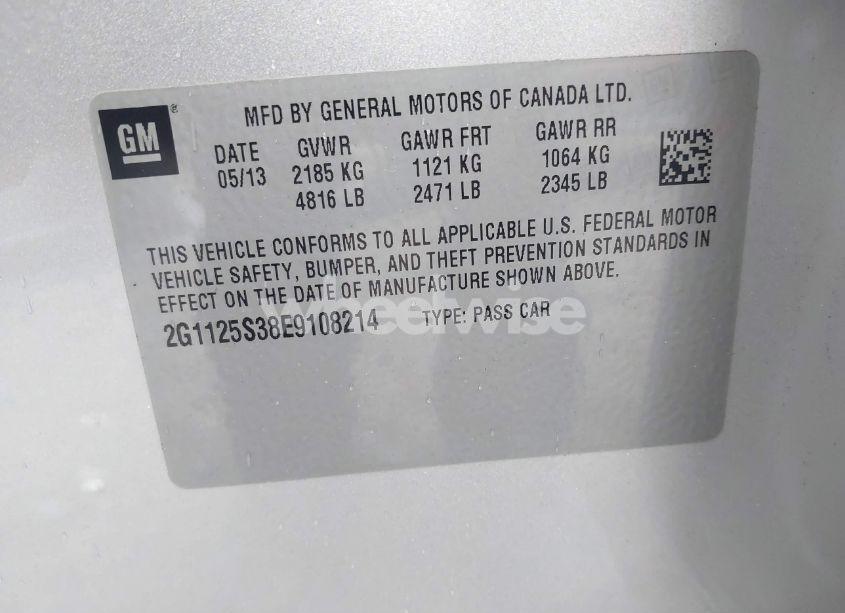 GM®
MFD BY GENERAL MOTORS OF CANADA LTD.
DATE GVWR GAWR FRT GAWR RR
05/13 2185 KG 1121 KG 1064 KG
4816 LB 2471 LB 2345 LB
THIS VEHICLE CONFORMS TO ALL APPLICABLE U.S. FEDERAL MOTOR
VEHICLE SAFETY, BUMPER, AND THEFT PREVENTION STANDARDS IN
EFFECT ON THE DATE OF MANUFACTURE SHOWN ABOVE.
2G1125S38E9108214 TYPE: PASS CAR
wheelwise